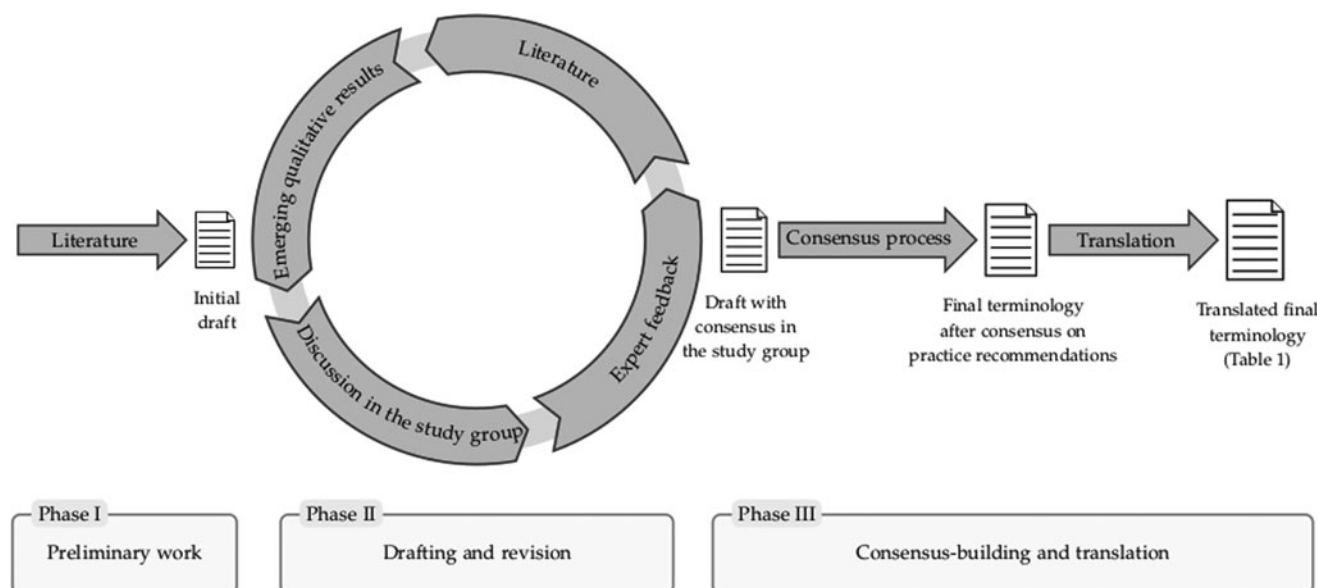 Literature
Initial
draft
Emerging qualitative results
Literature
Discussion in the study group
Expert feedback
Draft with
consensus in
the study group
Consensus process
Final terminology
after consensus on
practice recommendations
Translation
Translated final
terminology
(Table 1)
Phase I
Preliminary work
Phase II
Drafting and revision
Phase III
Consensus-building and translation